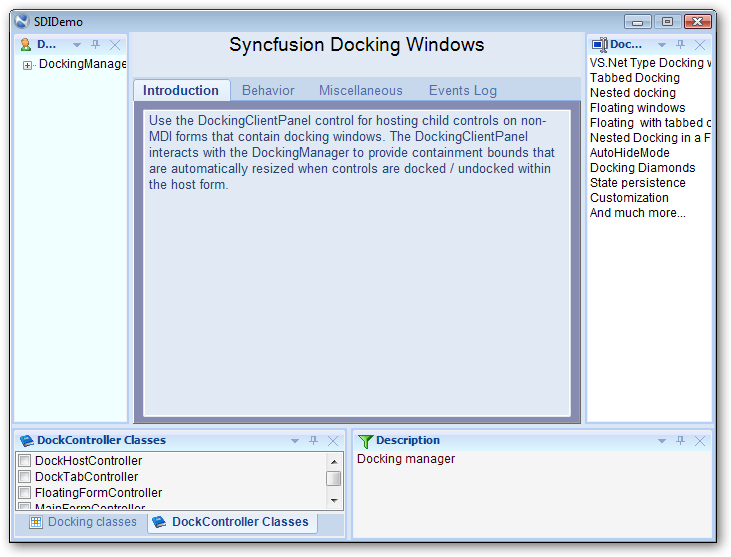 SDIDemo
D...
DockingManage
Syncfusion Docking Windows
Introduction Behavior Miscellaneous Events Log
Use the DockingClientPanel control for hosting child controls on non-
MDI forms that contain docking windows. The DockingClientPanel
interacts with the DockingManager to provide containment bounds that
are automatically resized when controls are docked / undocked within
the host form.
Doc...
VS.Net Type Docking w
Tabbed Docking
Nested docking
Floating windows
Floating with tabbed d
Nested Docking in a F
AutoHideMode
Docking Diamonds
State persistence
Customization
And much more...
DockController Classes
DockHostController
DockTabController
FloatingFormController
MainFormController
Docking classes DockController Classes
Description
Docking manager